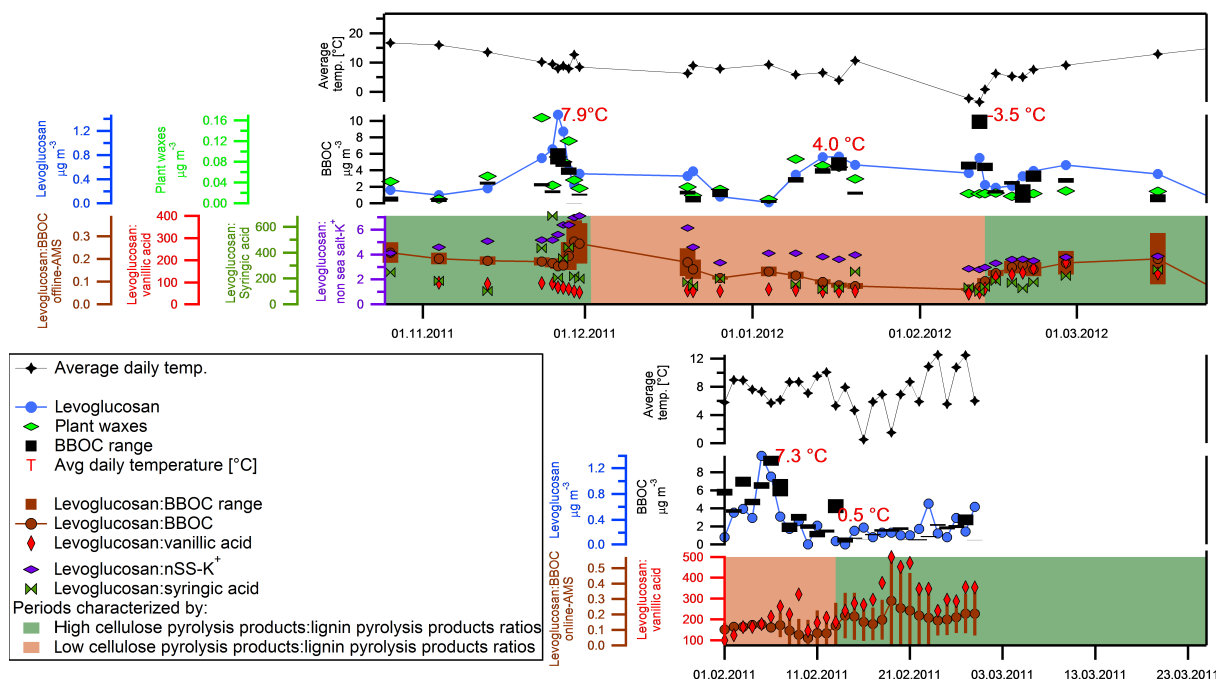 20
10
0
Average
temp. [°C]
7.9°C
4.0 °C
-3.5 °C
Levoglucosan
µg m-3
1.2
0.8
0.4
0.0
Plant waxes
µg m-3
0.16
0.12
0.08
0.04
0.00
BBOC
µg m-3
10
8
6
4
2
0
Levoglucosan:BBOC
offline-AMS
0.3
0.2
0.1
0.0
Levoglucosan:
vanillic acid
400
300
200
100
0
Levoglucosan:
Syringic acid
600
400
200
0
Levoglucosan:
non sea salt-K+
6
4
2
0
01.11.2011
01.12.2011
01.01.2012
01.02.2012
01.03.2012
Average daily temp.
Levoglucosan
Plant waxes
BBOC range
T Avg daily temperature [°C]
Levoglucosan:BBOC range
Levoglucosan:BBOC
Levoglucosan:vanillic acid
Levoglucosan:nSS-K+
Levoglucosan:syringic acid
Periods characterized by:
High cellulose pyrolysis products:lignin pyrolysis products ratios
Low cellulose pyrolysis products:lignin pyrolysis products ratios
Average
temp. [°C]
12
8
4
0
7.3 °C
0.5 °C
Levoglucosan
µg m-3
1.2
0.8
0.4
0.0
BBOC
µg m-3
8
6
4
2
0
Levoglucosan:BBOC
online-AMS
0.5
0.4
0.3
0.2
0.1
0.0
Levoglucosan:
vanillic acid
500
400
300
200
100
01.02.2011
11.02.2011
21.02.2011
03.03.2011
13.03.2011
23.03.2011